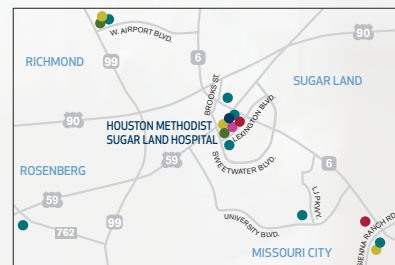 W. AIRPORT BLVD.
90
RICHMOND
99
6
BROOKS ST.
SUGAR LAND
90
HOUSTON METHODIST
SUGAR LAND HOSPITAL
LEXINGTON BLVD.
59
SWEETWATER BLVD.
6
ROSENBERG
59
99
762
UNIVERSITY BLVD.
LJ PKWY.
SIENNA RANCH RD.
MISSOURI CITY